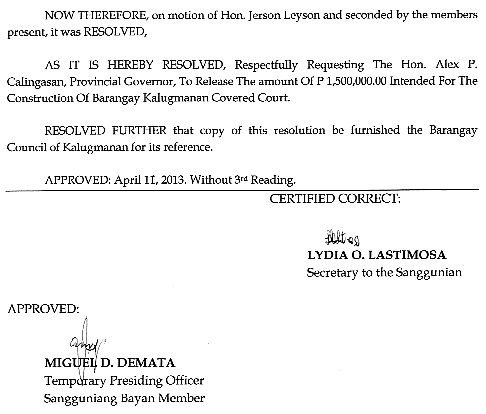 NOW THEREFORE, on motion of Hon. Jerson Leyson and seconded by the members
present, it was RESOLVED,
AS IT IS HEREBY RESOLVED, Respectfully Requesting The Hon. Alex P.
Calingasan, Provincial Governor, To Release The amount Of P 1,500,000.00 Intended For The
Construction Of Barangay Kalugmanan Covered Court.
RESOLVED FURTHER that copy of this resolution be furnished the Barangay
Council of Kalugmanan for its reference.
APPROVED: April 11, 2013. Without 3rd Reading.
CERTIFIED CORRECT:
LYDIA O. LASTIMOSA
Secretary to the Sanggunian
APPROVED:
MIGUEL D. DEMATA
Temporary Presiding Officer
Sangguniang Bayan Member